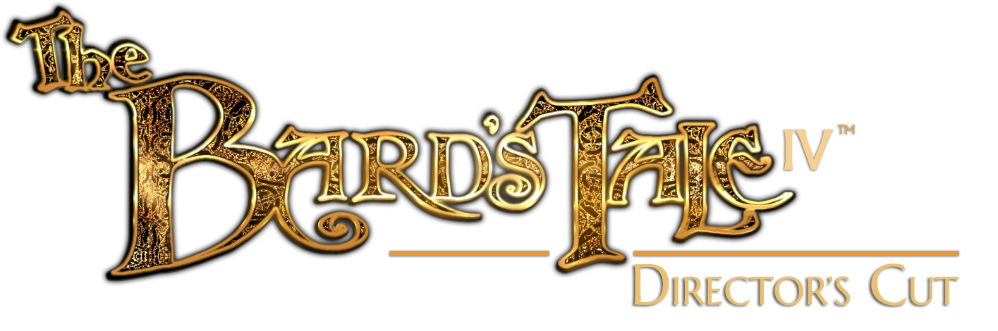 The
Bard's Tale IV™
Director's Cut